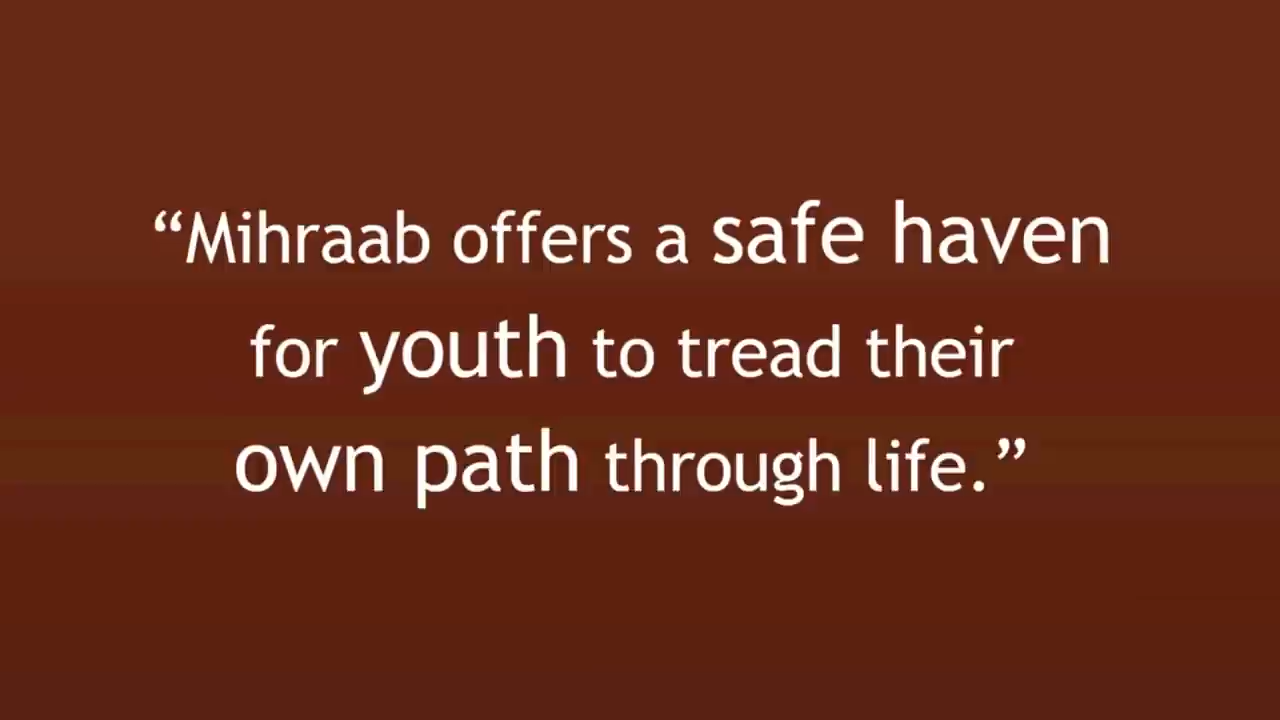 “Mihraab offers a safe haven
for youth to tread their
own path through life.”